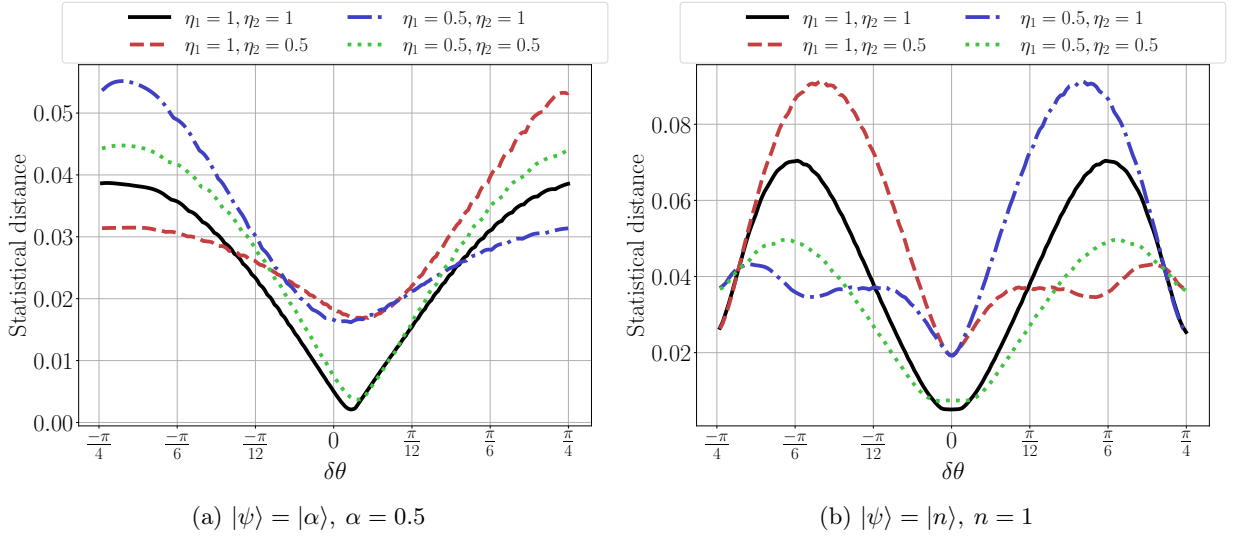 η₁ = 1, η₂ = 1
η₁ = 0.5, η₂ = 1
η₁ = 1, η₂ = 0.5
η₁ = 0.5, η₂ = 0.5
Statistical distance
0.05
0.04
0.03
0.02
0.01
0.00
-π/4
-π/6
-π/12
0
π/12
π/6
π/4
δθ
(a) |ψ⟩ = |α⟩, α = 0.5
η₁ = 1, η₂ = 1
η₁ = 0.5, η₂ = 1
η₁ = 1, η₂ = 0.5
η₁ = 0.5, η₂ = 0.5
Statistical distance
0.08
0.06
0.04
0.02
-π/4
-π/6
-π/12
0
π/12
π/6
π/4
δθ
(b) |ψ⟩ = |n⟩, n = 1